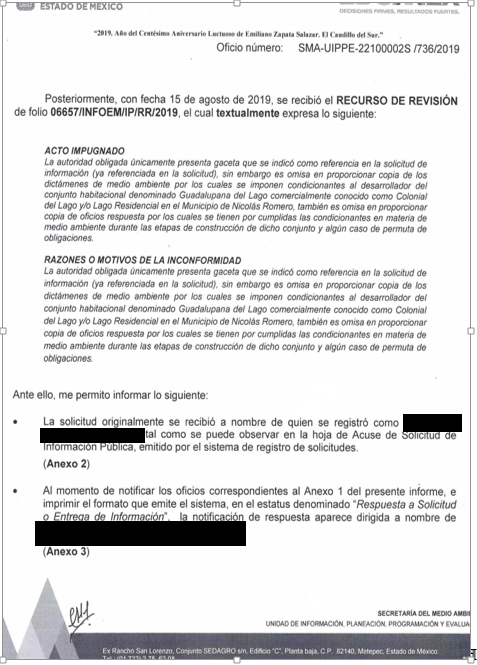 ESTADO DE MÉXICO
DECISIONES FIRMES, RESULTADOS FUERTES.
"2019. Año del Centésimo Aniversario Luctuoso de Emiliano Zapata Salazar. El Caudillo del Sur."
Oficio número: SMA-UIPPE-22100002S /736/2019
Posteriormente, con fecha 15 de agosto de 2019, se recibió el RECURSO DE REVISIÓN
de folio 06657/INFOEM/IP/RR/2019, el cual textualmente expresa lo siguiente:
ACTO IMPUGNADO
La autoridad obligada únicamente presenta gaceta que se indicó como referencia en la solicitud de
información (ya referenciada en la solicitud), sin embargo es omisa en proporcionar copia de los
dictámenes de medio ambiente por los cuales se imponen condicionantes al desarrollador del
conjunto habitacional denominado Guadalupana del Lago comercialmente conocido como Colonial
del Lago y/o Lago Residencial en el Municipio de Nicolás Romero, también es omisa en proporcionar
copia de oficios respuesta por los cuales se tienen por cumplidas las condicionantes en materia de
medio ambiente durante las etapas de construcción de dicho conjunto y algún caso de permuta de
obligaciones.
RAZONES O MOTIVOS DE LA INCONFORMIDAD
La autoridad obligada únicamente presenta gaceta que se indicó como referencia en la solicitud de
información (ya referenciada en la solicitud), sin embargo es omisa en proporcionar copia de los
dictámenes de medio ambiente por los cuales se imponen condicionantes al desarrollador del
conjunto habitacional denominado Guadalupana del Lago comercialmente conocido como Colonial
del Lago y/o Lago Residencial en el Municipio de Nicolás Romero, también es omisa en proporcionar
copia de oficios respuesta por los cuales se tienen por cumplidas las condicionantes en materia de
medio ambiente durante las etapas de construcción de dicho conjunto y algún caso de permuta de
obligaciones.
Ante ello, me permito informar lo siguiente:
• La solicitud originalmente se recibió a nombre de quien se registró como
tal como se puede observar en la hoja de Acuse de Solicitud de
Información Pública, emitido por el sistema de registro de solicitudes.
(Anexo 2)
• Al momento de notificar los oficios correspondientes al Anexo 1 del presente informe, e
imprimir el formato que emite el sistema, en el estatus denominado "Respuesta a Solicitud
o Entrega de Información", la notificación de respuesta aparece dirigida a nombre de
(Anexo 3)
SECRETARÍA DEL MEDIO AMBI
UNIDAD DE INFORMACIÓN, PLANEACIÓN, PROGRAMACIÓN Y EVALUA
Ex Rancho San Lorenzo, Conjunto SEDAGRO s/n, Edificio "C", Planta baja, C.P. 52140, Metepec, Estado de México.